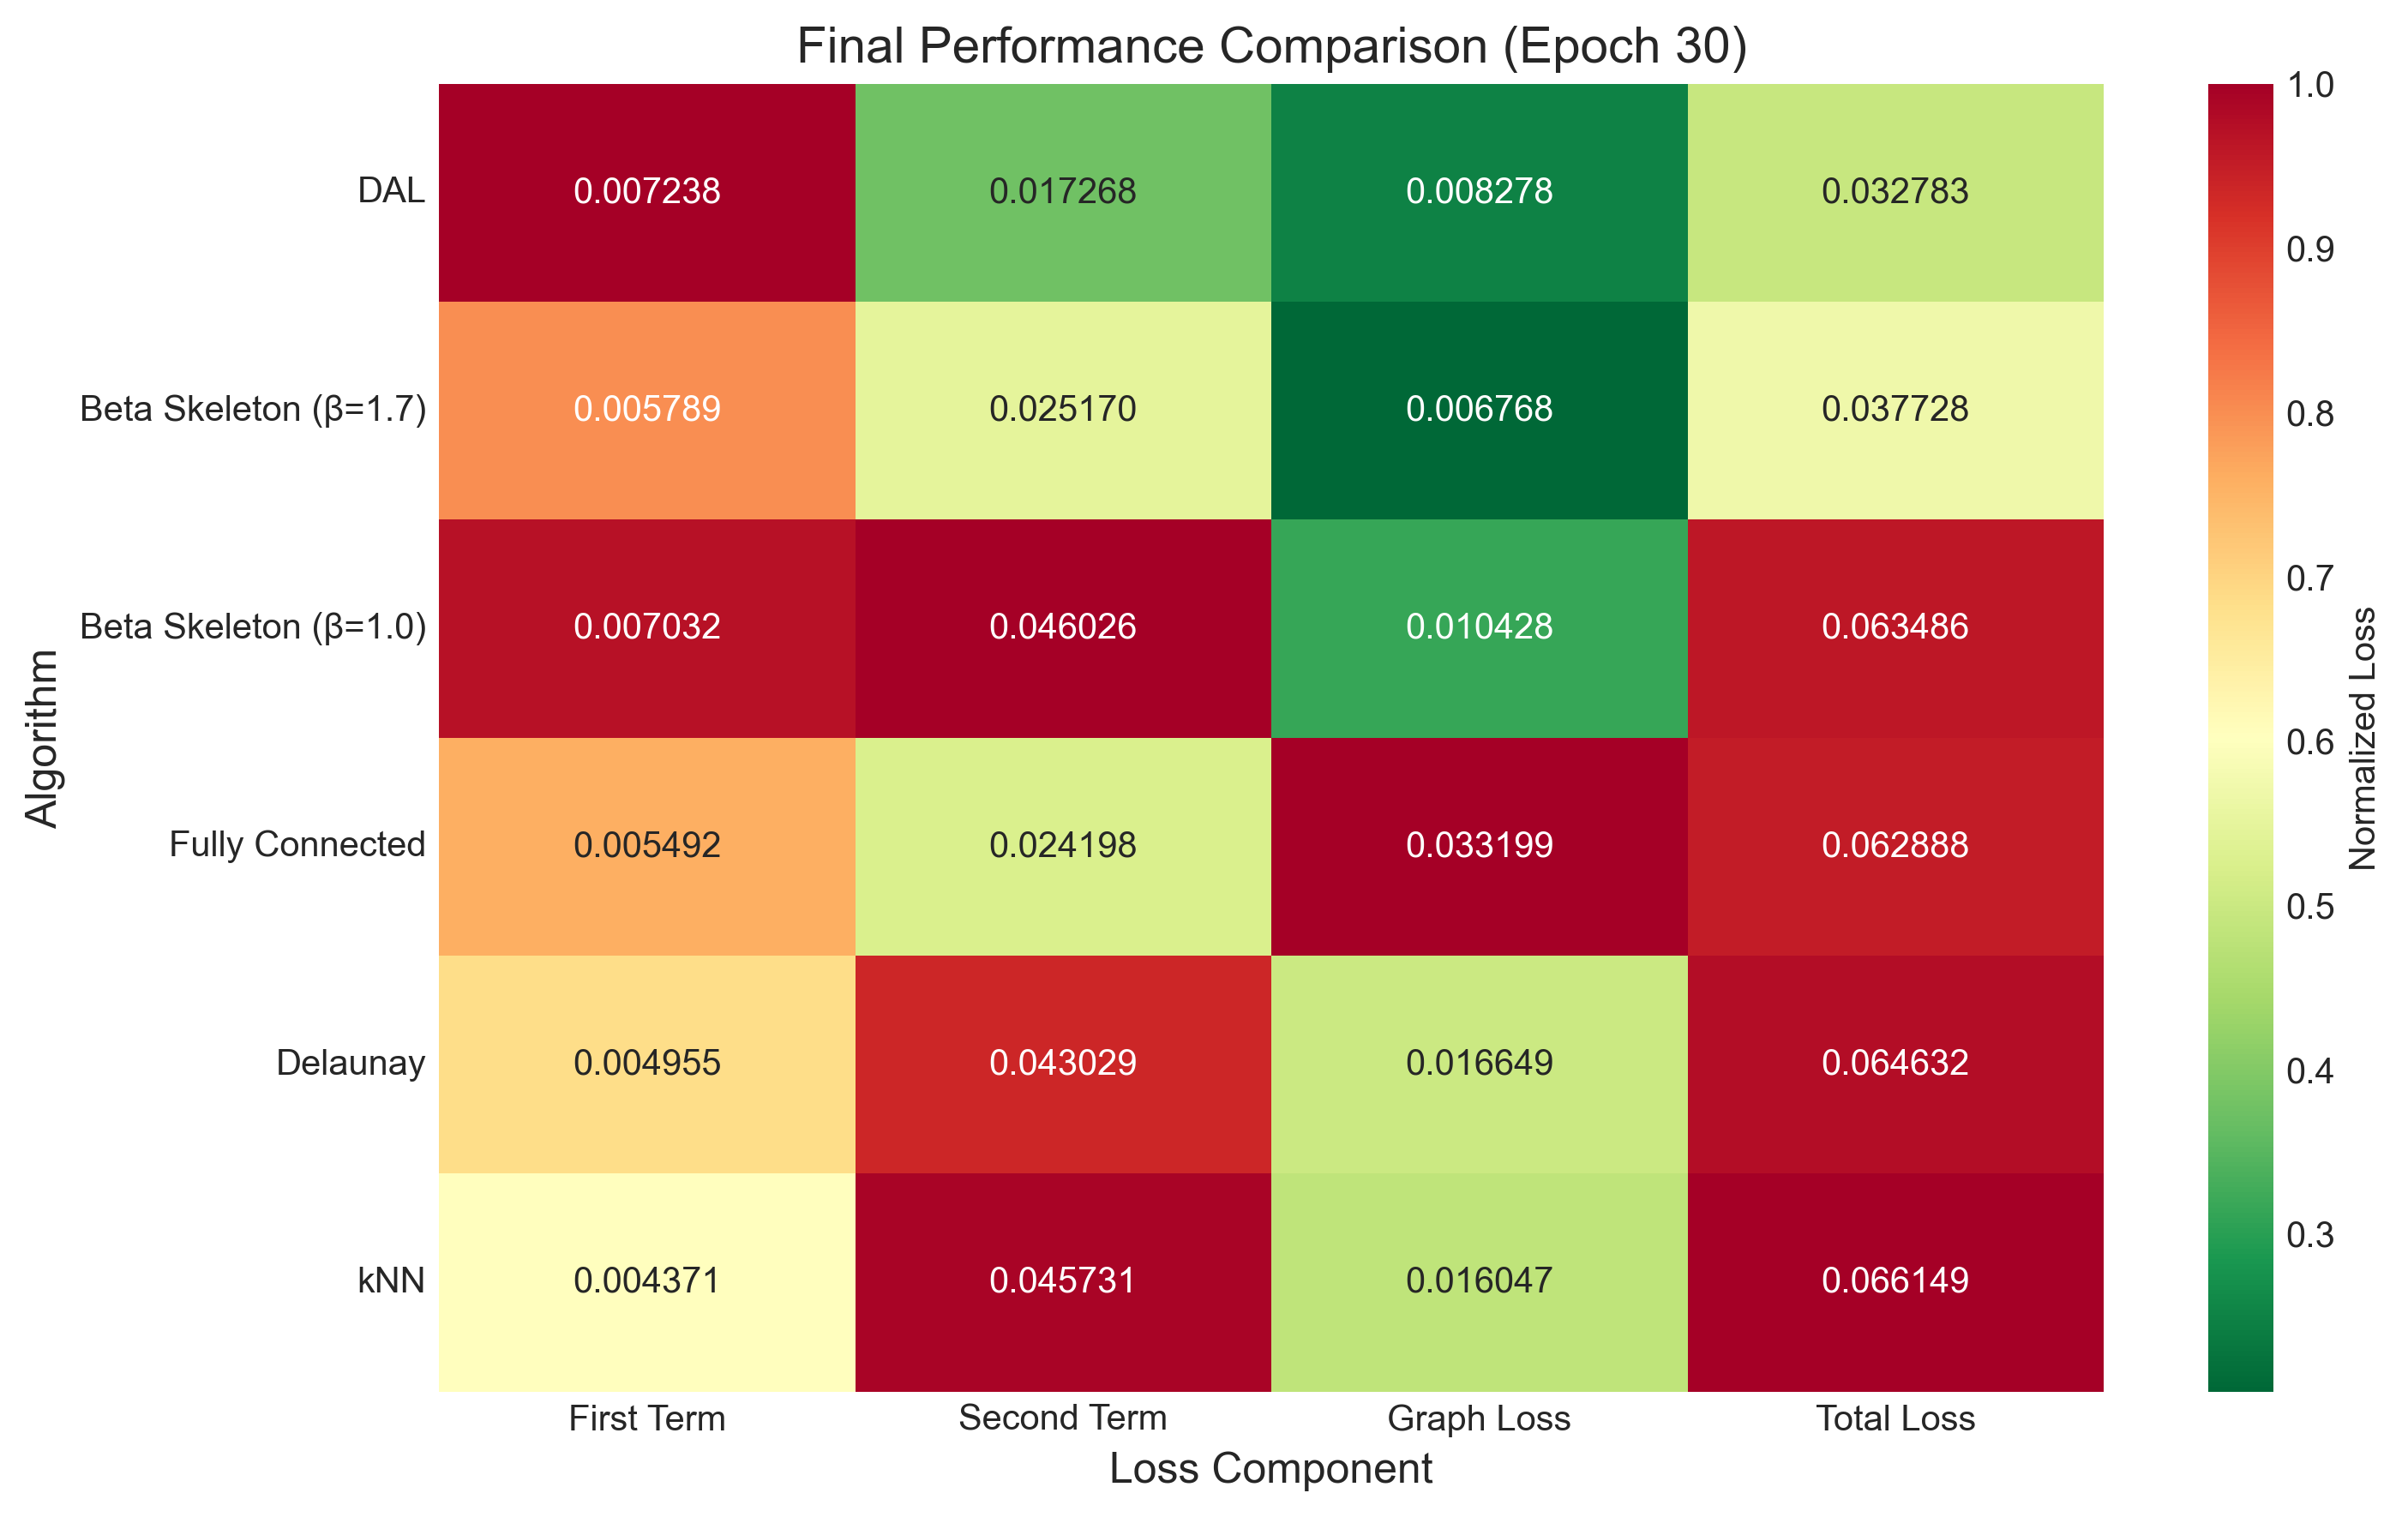 Final Performance Comparison (Epoch 30)
Algorithm
DAL 0.007238 0.017268 0.008278 0.032783
Beta Skeleton (β=1.7) 0.005789 0.025170 0.006768 0.037728
Beta Skeleton (β=1.0) 0.007032 0.046026 0.010428 0.063486
Fully Connected 0.005492 0.024198 0.033199 0.062888
Delaunay 0.004955 0.043029 0.016649 0.064632
kNN 0.004371 0.045731 0.016047 0.066149
First Term Second Term Graph Loss Total Loss
Loss Component
1.0
0.9
0.8
0.7
0.6
0.5
0.4
0.3
Normalized Loss